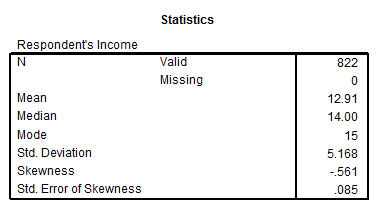 Statistics
Respondent's Income
N Valid 822
Missing 0
Mean 12.91
Median 14.00
Mode 15
Std. Deviation 5.168
Skewness -.561
Std. Error of Skewness .085